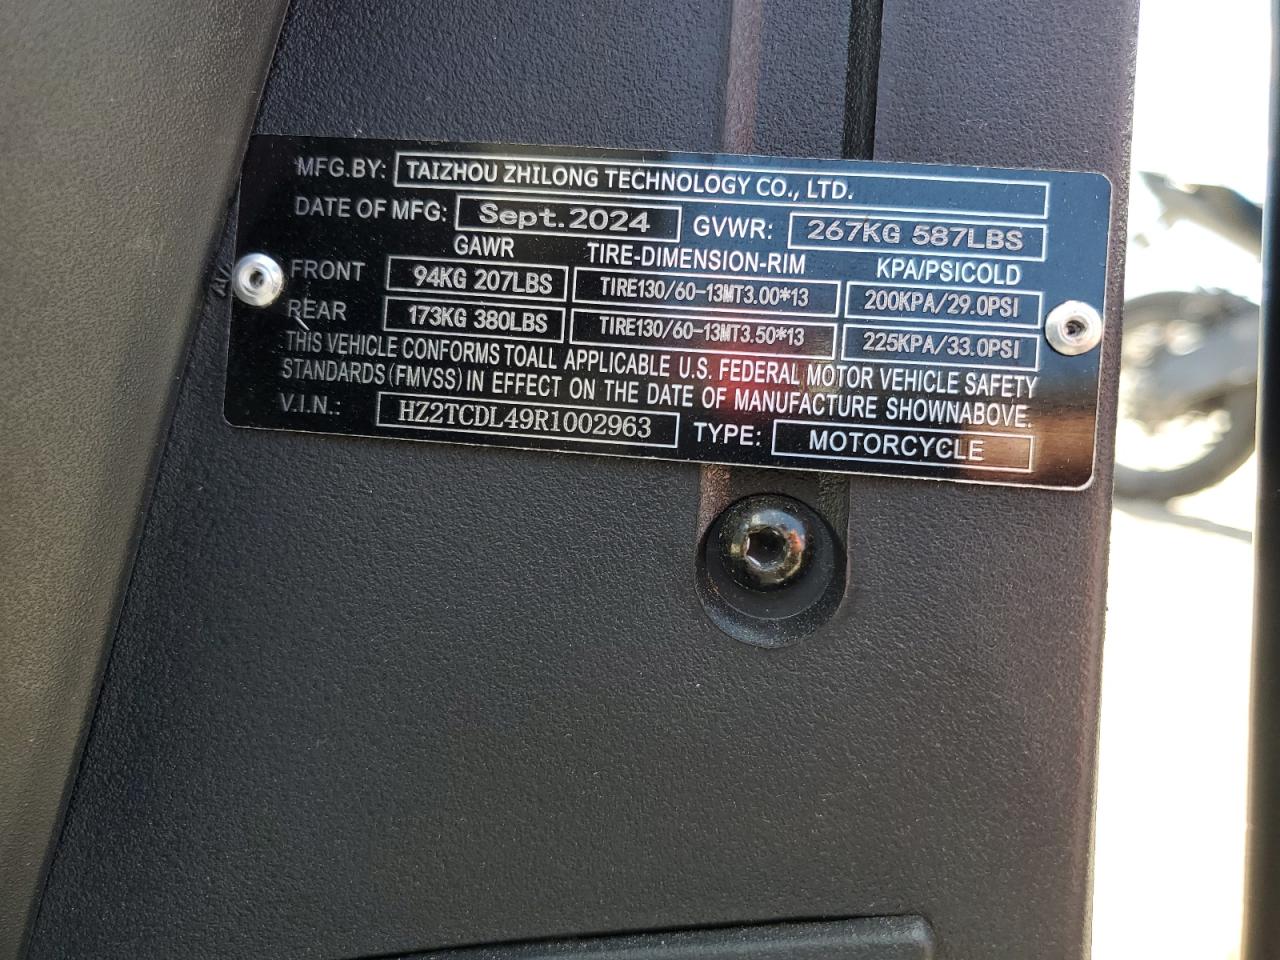 MFG.BY: TAIZHOU ZHILONG TECHNOLOGY CO., LTD.
DATE OF MFG: Sept.2024 GVWR: 267KG 587LBS
GAWR TIRE-DIMENSION-RIM KPA/PSICOLD
FRONT 94KG 207LBS TIRE130/60-13MT3.00*13 200KPA/29.0PSI
REAR 173KG 380LBS TIRE130/60-13MT3.50*13 225KPA/33.0PSI
THIS VEHICLE CONFORMS TOALL APPLICABLE U.S. FEDERAL MOTOR VEHICLE SAFETY
STANDARDS (FMVSS) IN EFFECT ON THE DATE OF MANUFACTURE SHOWNABOVE.
V.I.N.: HZ2TCDL49R1002963 TYPE: MOTORCYCLE